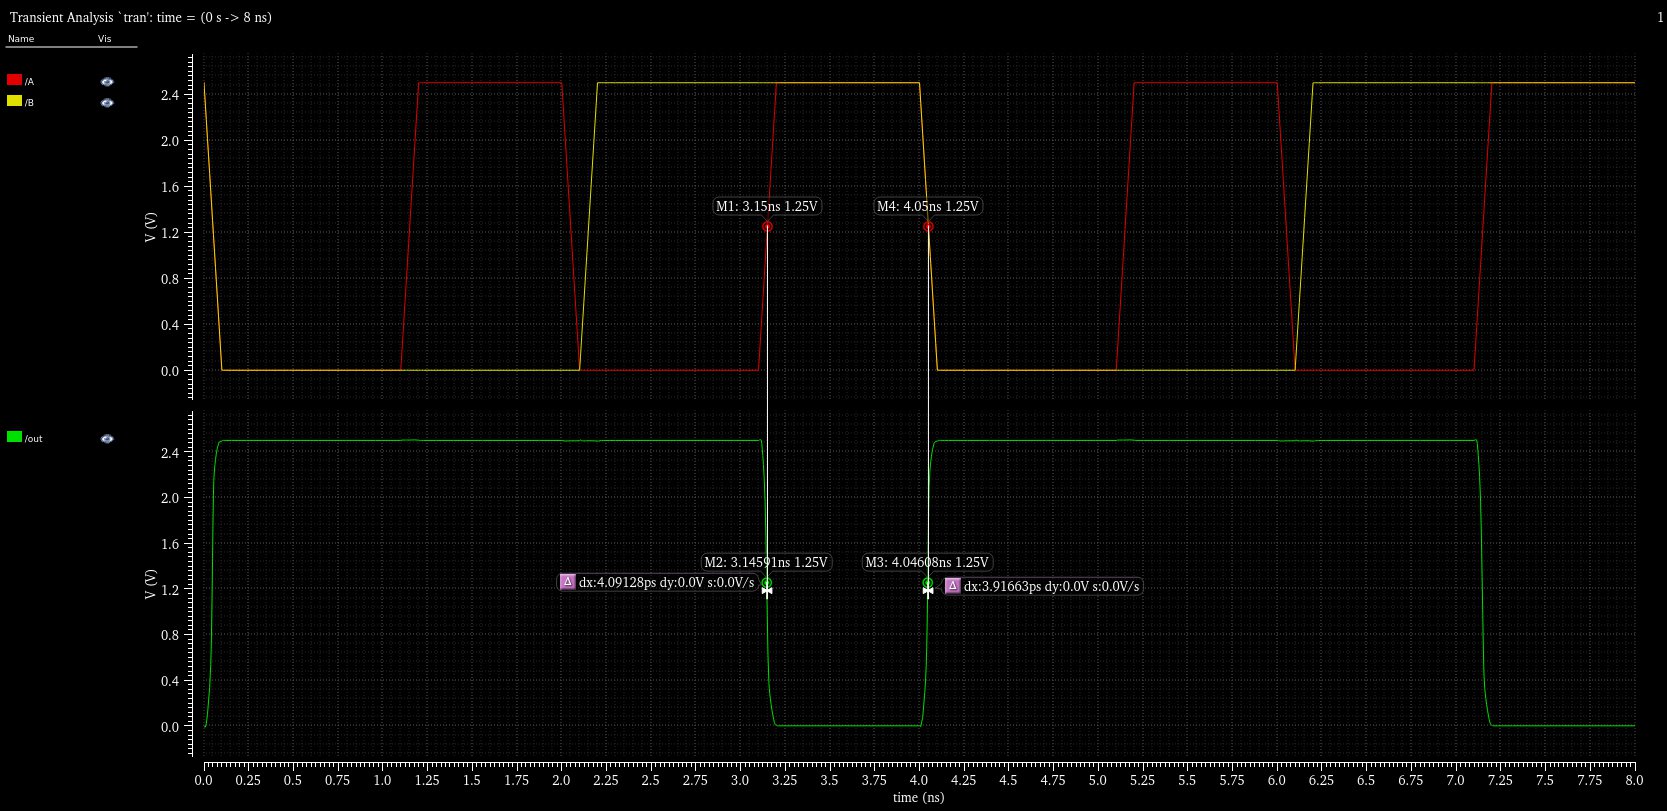 Transient Analysis `tran': time = (0 s -> 8 ns)
1
Name Vis
/A
/B
2.4
2.0
1.6
1.2
0.8
0.4
0.0
V (V)
M1: 3.15ns 1.25V
M4: 4.05ns 1.25V
/out
2.4
2.0
1.6
1.2
0.8
0.4
0.0
V (V)
M2: 3.14591ns 1.25V
M3: 4.04608ns 1.25V
Δ dx:4.09128ps dy:0.0V s:0.0V/s
Δ dx:3.91663ps dy:0.0V s:0.0V/s
0.0 0.25 0.5 0.75 1.0 1.25 1.5 1.75 2.0 2.25 2.5 2.75 3.0 3.25 3.5 3.75 4.0 4.25 4.5 4.75 5.0 5.25 5.5 5.75 6.0 6.25 6.5 6.75 7.0 7.25 7.5 7.75 8.0
time (ns)